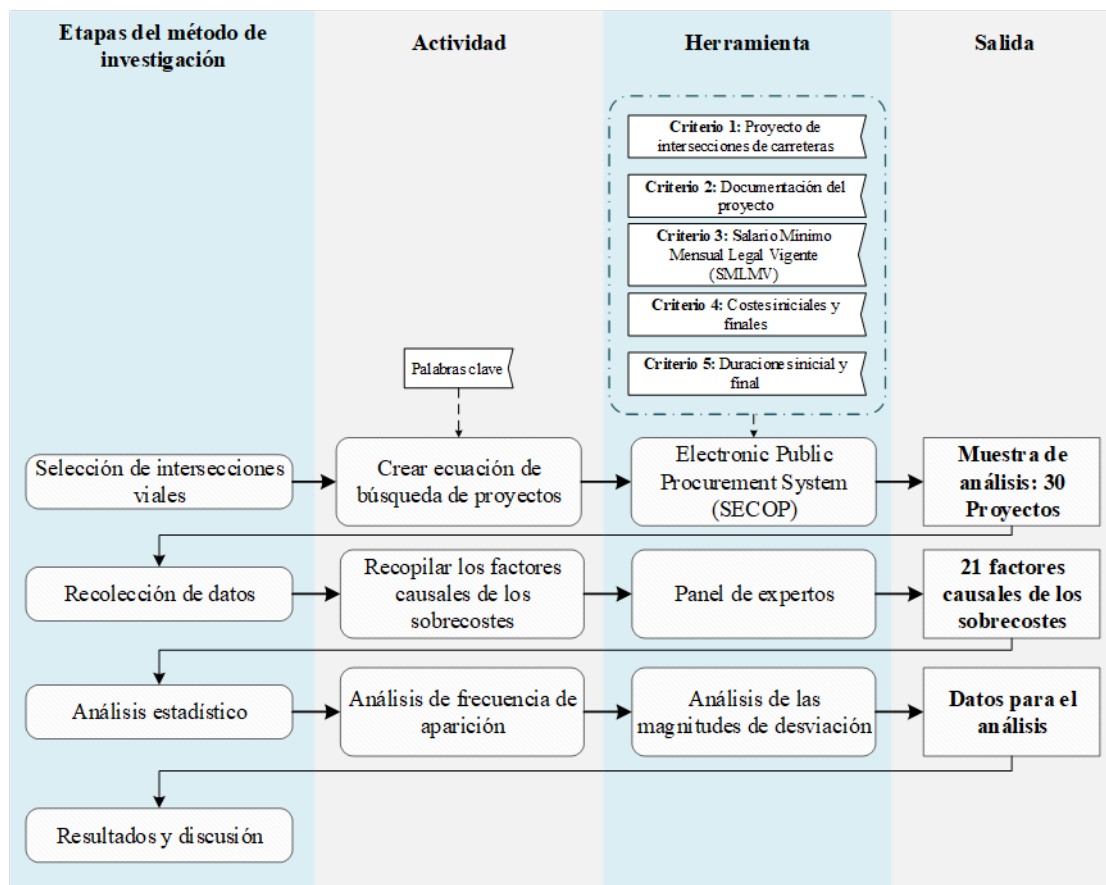 Etapas del método de
investigación
Actividad
Herramienta
Salida
Criterio 1: Proyecto de
intersecciones de carreteras
Criterio 2: Documentación del
proyecto
Criterio 3: Salario Mínimo
Mensual Legal Vigente
(SMLMV)
Criterio 4: Costes iniciales y
finales
Criterio 5: Duraciones inicial y
final
Palabras clave
Selección de intersecciones
viales
Crear ecuación de
búsqueda de proyectos
Electronic Public
Procurement System
(SECOP)
Muestra de
análisis: 30
Proyectos
Recolección de datos
Recopilar los factores
causales de los
sobrecostes
Panel de expertos
21 factores
causales de los
sobrecostes
Análisis estadístico
Análisis de frecuencia de
aparición
Análisis de las
magnitudes de desviación
Datos para el
análisis
Resultados y discusión